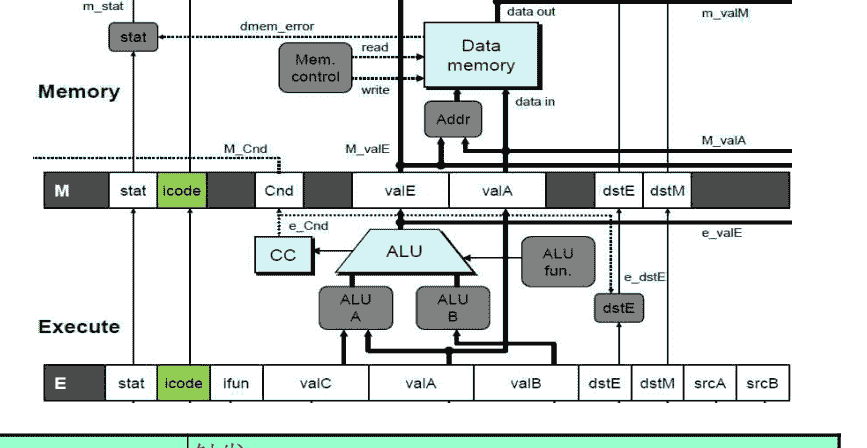 m_stat
data out
m_valM
stat
dmem_error
Mem.
control
read
write
Data
memory
Memory
data in
Addr
M_Cnd
M_valE
M_valA
M
stat
icode
Cnd
valE
valA
dstE
dstM
e_Cnd
e_valE
CC
ALU
ALU
fun.
e_dstE
ALU
A
ALU
B
dstE
Execute
E
stat
icode
ifun
valC
valA
valB
dstE
dstM
srcA
srcB